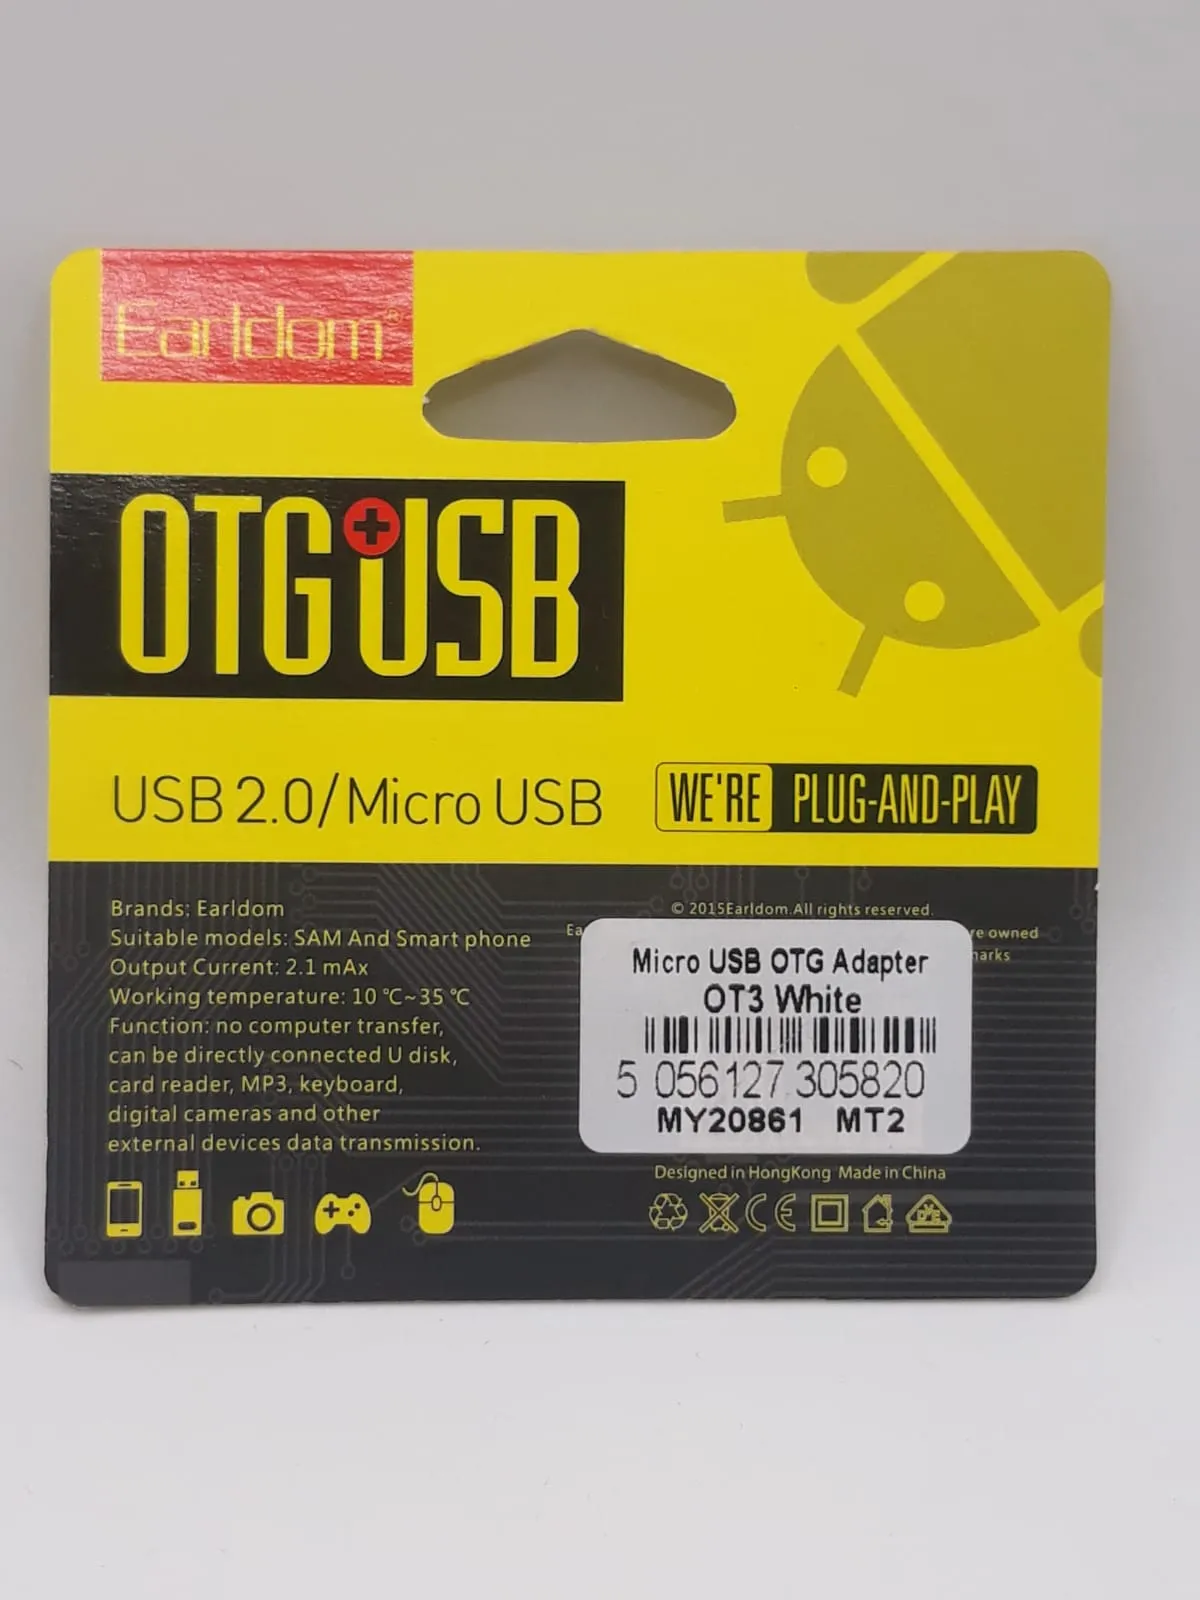 Earldom®
OTG+USB
USB 2.0/Micro USB
WE'RE PLUG-AND-PLAY
Brands: Earldom
Suitable models: SAM And Smart phone
Output Current: 2.1 mAx
Working temperature: 10 ℃~35 ℃
Function: no computer transfer,
can be directly connected U disk,
card reader, MP3, keyboard,
digital cameras and other
external devices data transmission.
© 2015Earldom.All rights reserved.
owned
Micro USB OTG Adapter
OT3 White
5 056127 305820
MY20861 MT2
Designed in HongKong Made in China
CE